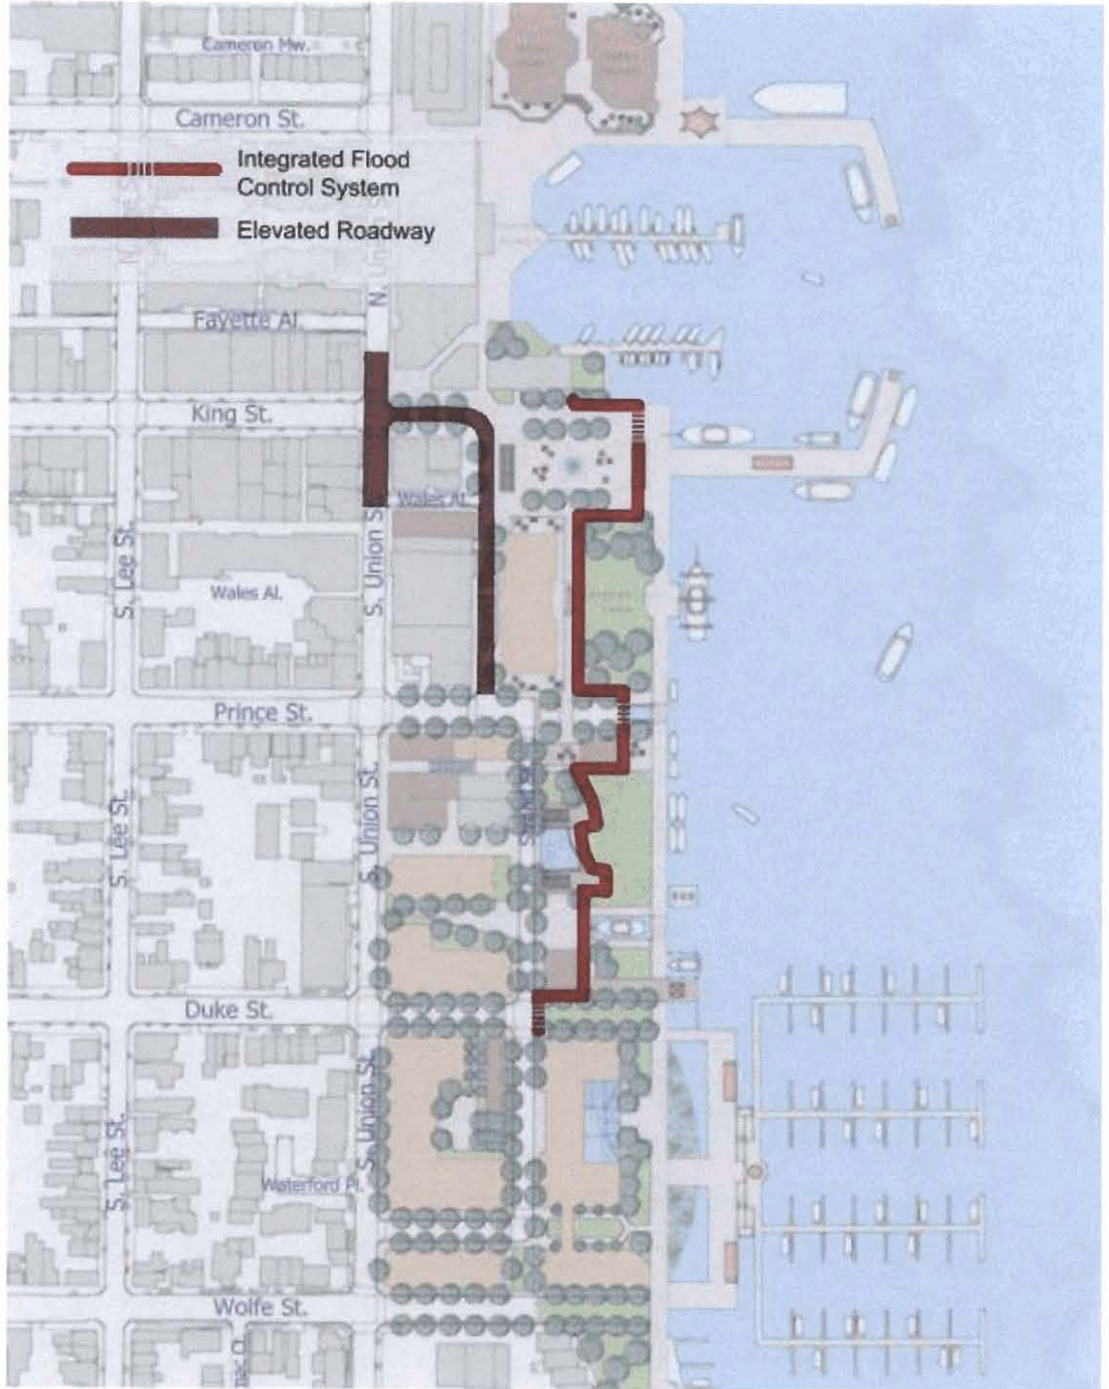 Cameron Mw.
Cameron St.
Integrated Flood
Control System
Elevated Roadway
Fayette Al.
King St.
Wales Al.
S. Lee St.
S. Union St.
Wales Al.
Prince St.
S. Lee St.
S. Union St.
Strand St.
Duke St.
S. Lee St.
S. Union St.
Waterford Pl.
Wolfe St.